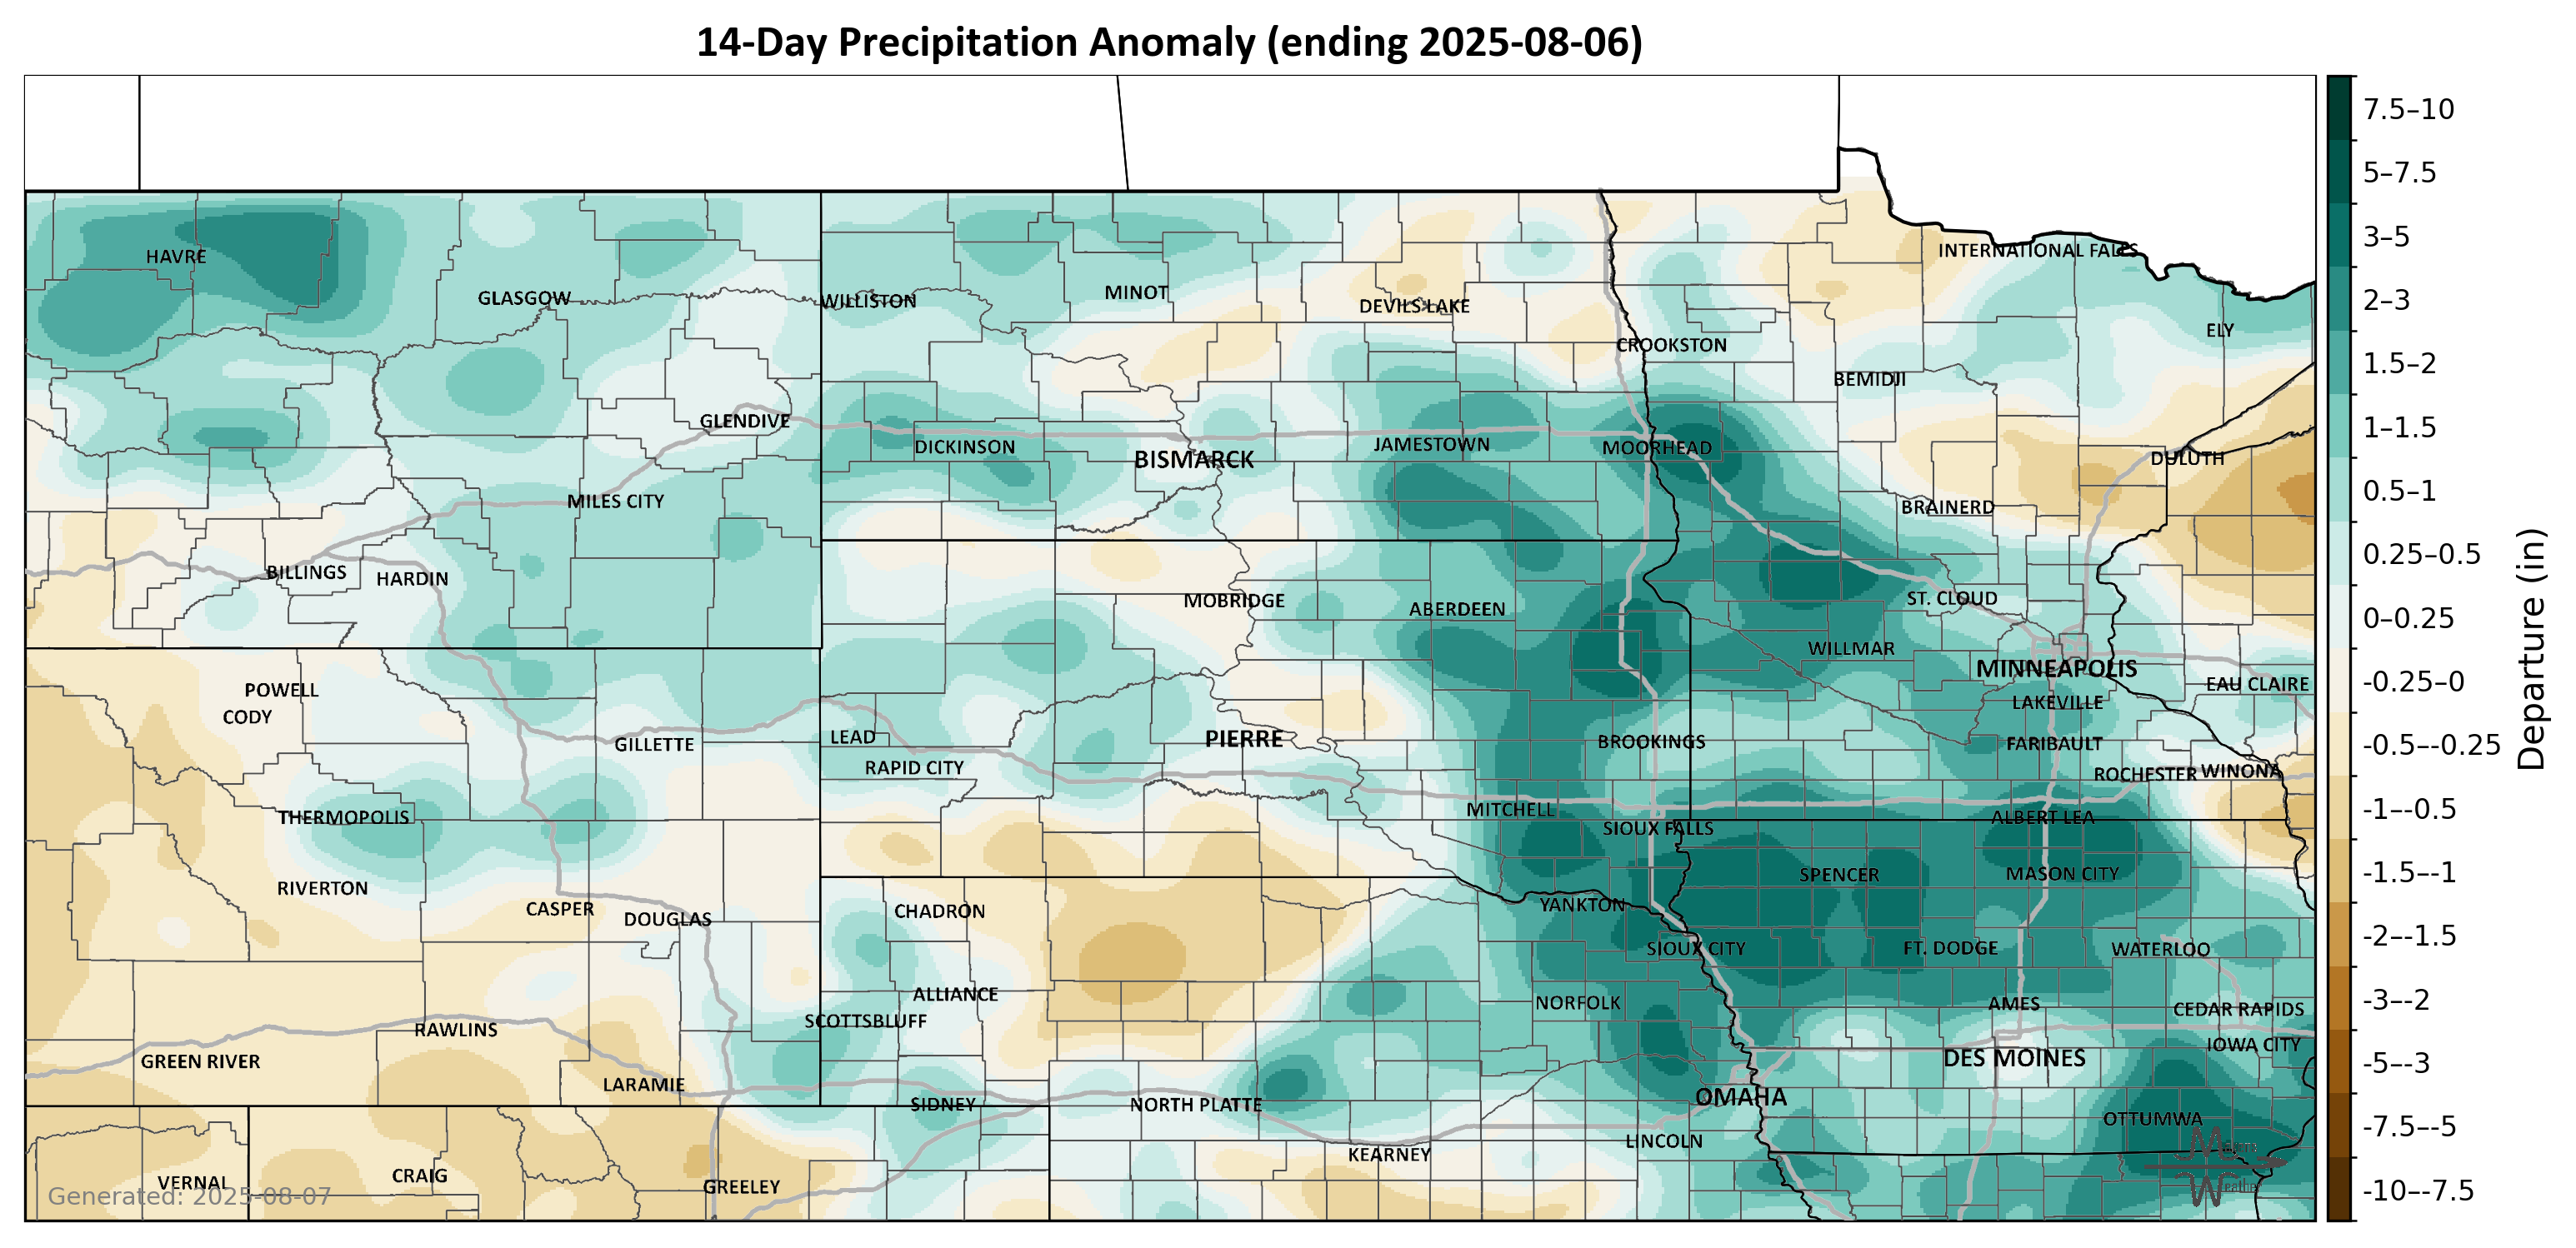 14-Day Precipitation Anomaly (ending 2025-08-06)
7.5–10
5–7.5
3–5
2–3
1.5–2
1–1.5
0.5–1
0.25–0.5
0–0.25
-0.25–0
-0.5–-0.25
-1–-0.5
-1.5–-1
-2–-1.5
-3–-2
-5–-3
-7.5–-5
-10–-7.5
Departure (in)
HAVRE
INTERNATIONAL FALLS
GLASGOW
WILLISTON
MINOT
DEVILS LAKE
ELY
CROOKSTON
BEMIDJI
GLENDIVE
DICKINSON
BISMARCK
JAMESTOWN
MOORHEAD
DULUTH
MILES CITY
BRAINERD
BILLINGS
HARDIN
MOBRIDGE
ABERDEEN
ST. CLOUD
WILLMAR
MINNEAPOLIS
POWELL
EAU CLAIRE
CODY
LAKEVILLE
GILLETTE
LEAD
PIERRE
BROOKINGS
FARIBAULT
RAPID CITY
ROCHESTER
WINONA
THERMOPOLIS
MITCHELL
SIOUX FALLS
ALBERT LEA
RIVERTON
SPENCER
MASON CITY
CASPER
DOUGLAS
CHADRON
YANKTON
SIOUX CITY
FT. DODGE
WATERLOO
ALLIANCE
NORFOLK
AMES
CEDAR RAPIDS
RAWLINS
SCOTTSBLUFF
GREEN RIVER
DES MOINES
IOWA CITY
LARAMIE
SIDNEY
NORTH PLATTE
OMAHA
OTTUMWA
LINCOLN
KEARNEY
VERNAL
CRAIG
GREELEY
Generated: 2025-08-07